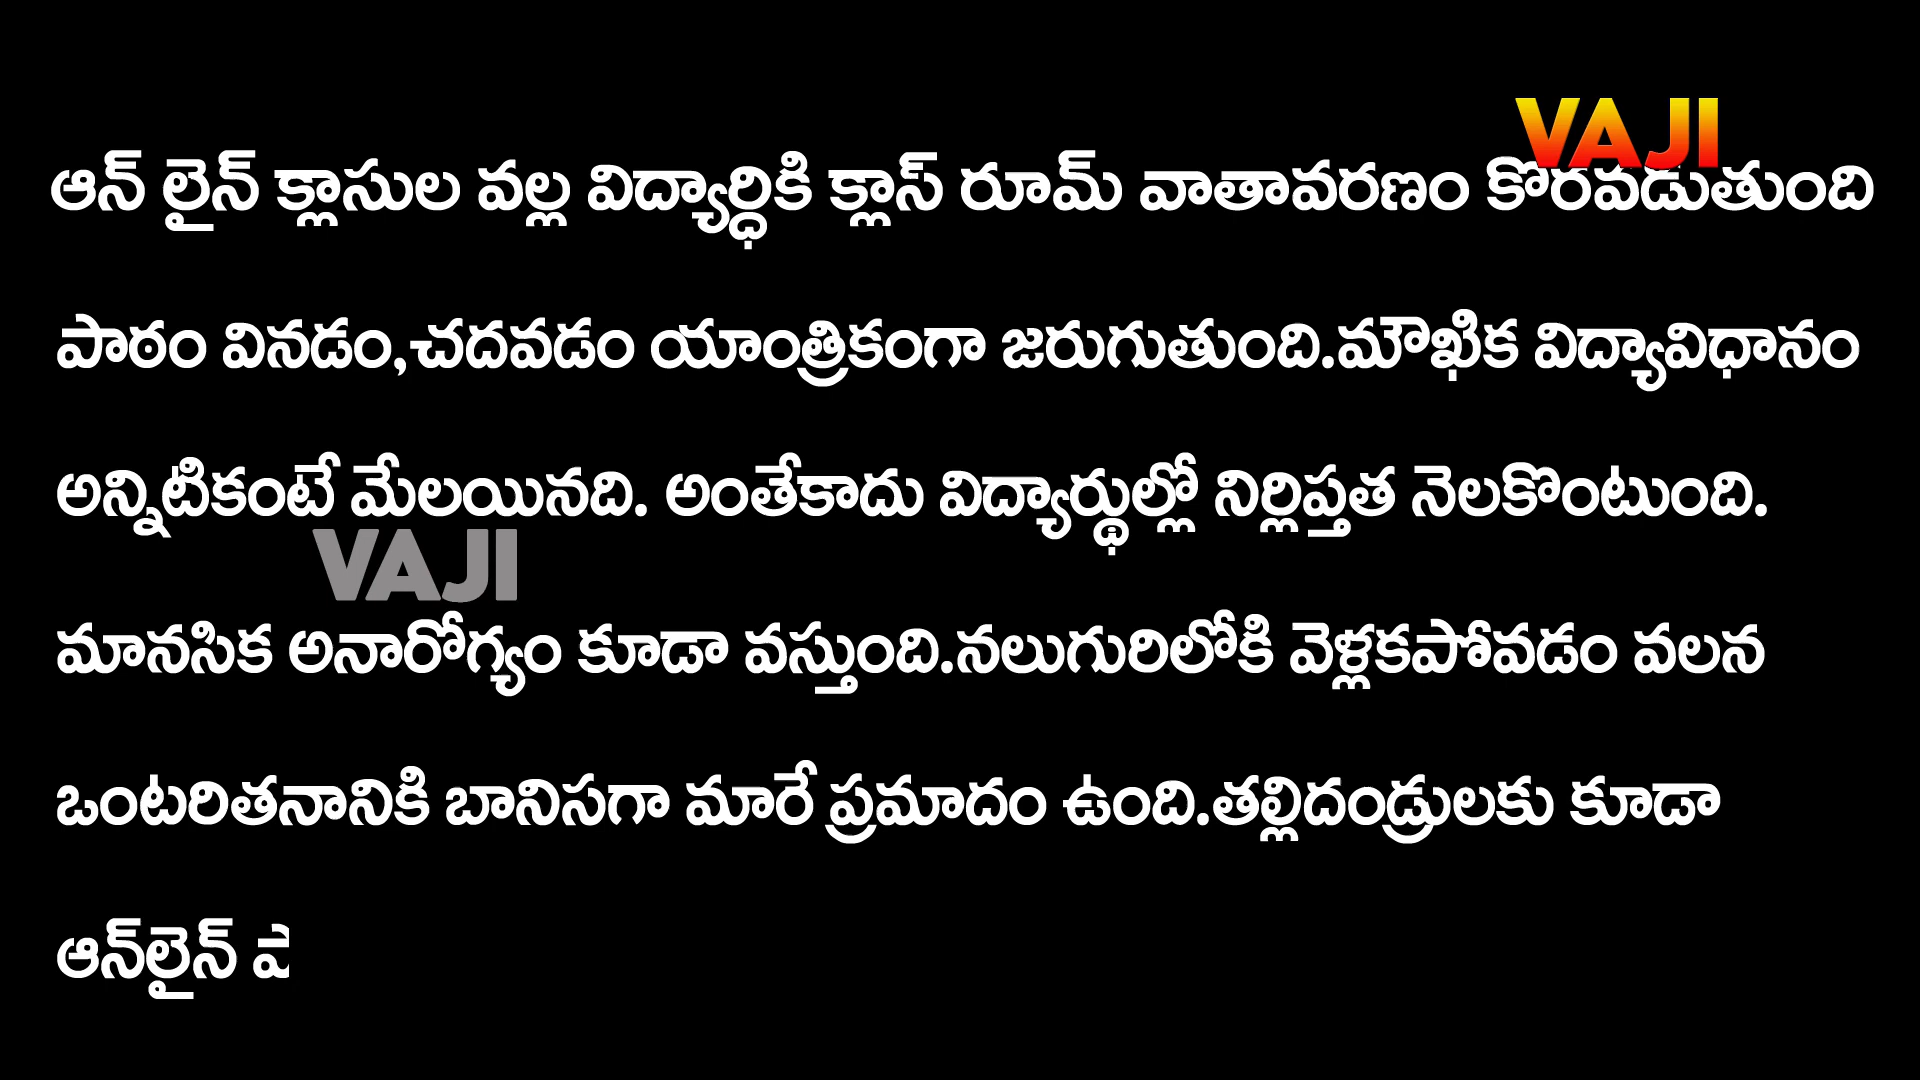 VAJI
ఆన్ లైన్ క్లాసుల వల్ల విద్యార్ధికి క్లాస్ రూమ్ వాతావరణం కొరవడుతుంది
పాఠం వినడం,చదవడం యాంత్రికంగా జరుగుతుంది.మౌఖిక విద్యావిధానం
అన్నిటికంటే మేలయినది. అంతేకాదు విద్యార్థుల్లో నిర్లిప్తత నెలకొంటుంది.
VAJI
మానసిక అనారోగ్యం కూడా వస్తుంది.నలుగురిలోకి వెళ్లకపోవడం వలన
ఒంటరితనానికి బానిసగా మారే ప్రమాదం ఉంది.తల్లిదండ్రులకు కూడా
ఆన్‌లైన్